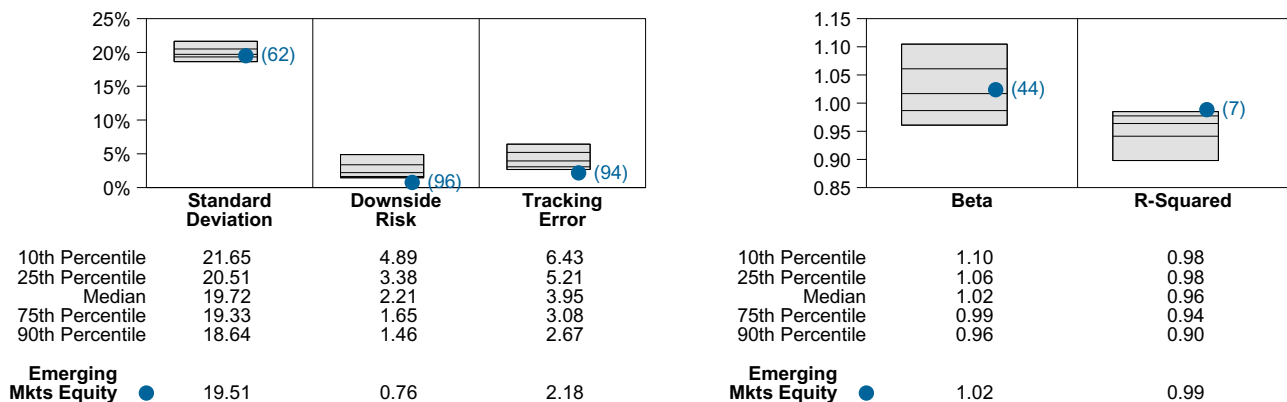 25%
20%
15%
10%
5%
0%
(62)
(96)
(94)
Standard Deviation
Downside Risk
Tracking Error
10th Percentile 21.65 4.89 6.43
25th Percentile 20.51 3.38 5.21
Median 19.72 2.21 3.95
75th Percentile 19.33 1.65 3.08
90th Percentile 18.64 1.46 2.67
Emerging
Mkts Equity 19.51 0.76 2.18
1.15
1.10
1.05
1.00
0.95
0.90
0.85
(44)
(7)
Beta
R-Squared
10th Percentile 1.10 0.98
25th Percentile 1.06 0.98
Median 1.02 0.96
75th Percentile 0.99 0.94
90th Percentile 0.96 0.90
Emerging
Mkts Equity 1.02 0.99